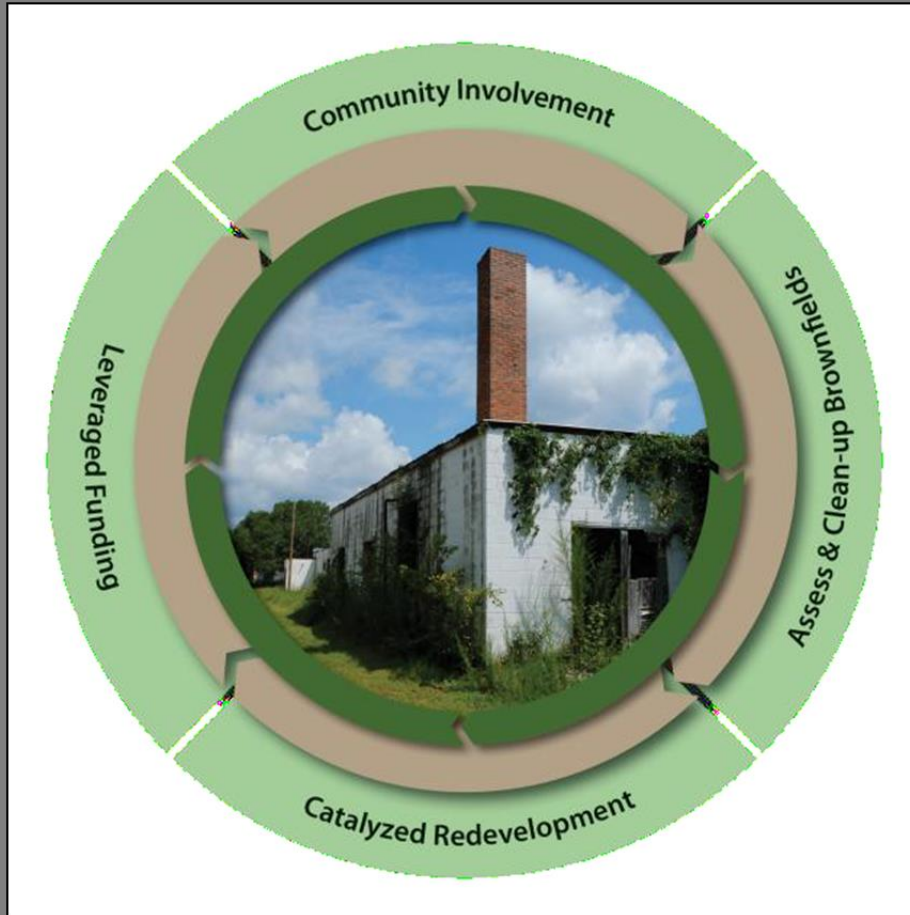 Community Involvement
Assess & Clean-up Brownfields
Catalyzed Redevelopment
Leveraged Funding